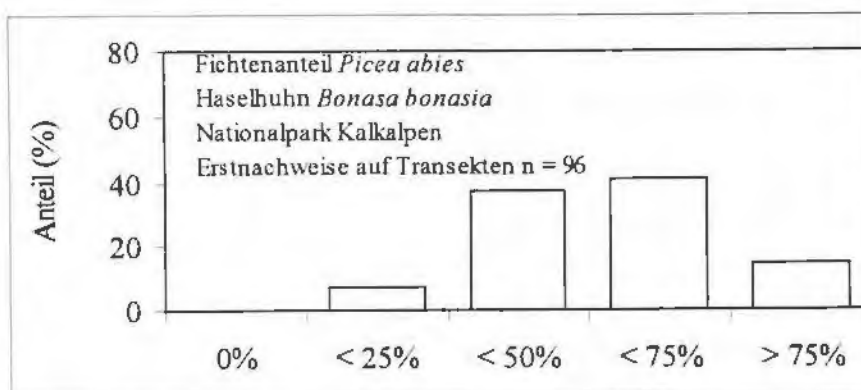 80
60
40
20
0
Anteil (%)
Fichtenanteil Picea abies
Haselhuhn Bonasa bonasia
Nationalpark Kalkalpen
Erstnachweise auf Transekten n = 96
0% < 25% < 50% < 75% > 75%